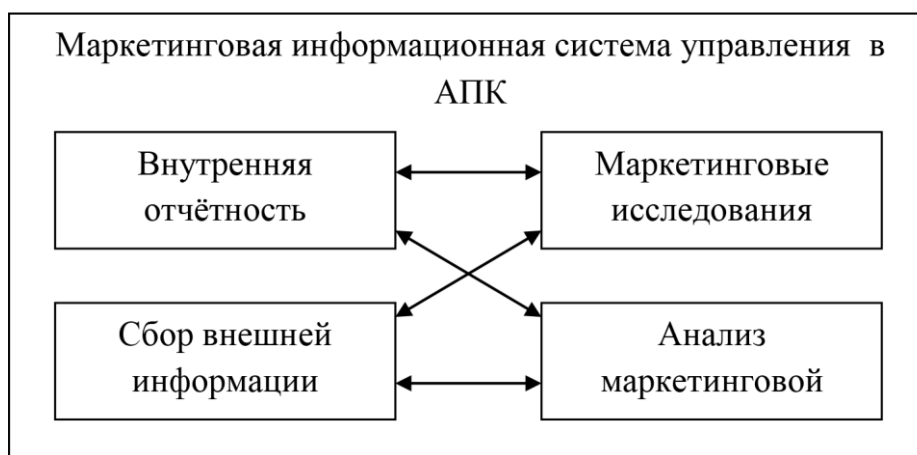 Маркетинговая информационная система управления в
АПК
Внутренняя
отчётность
Маркетинговые
исследования
Сбор внешней
информации
Анализ
маркетинговой